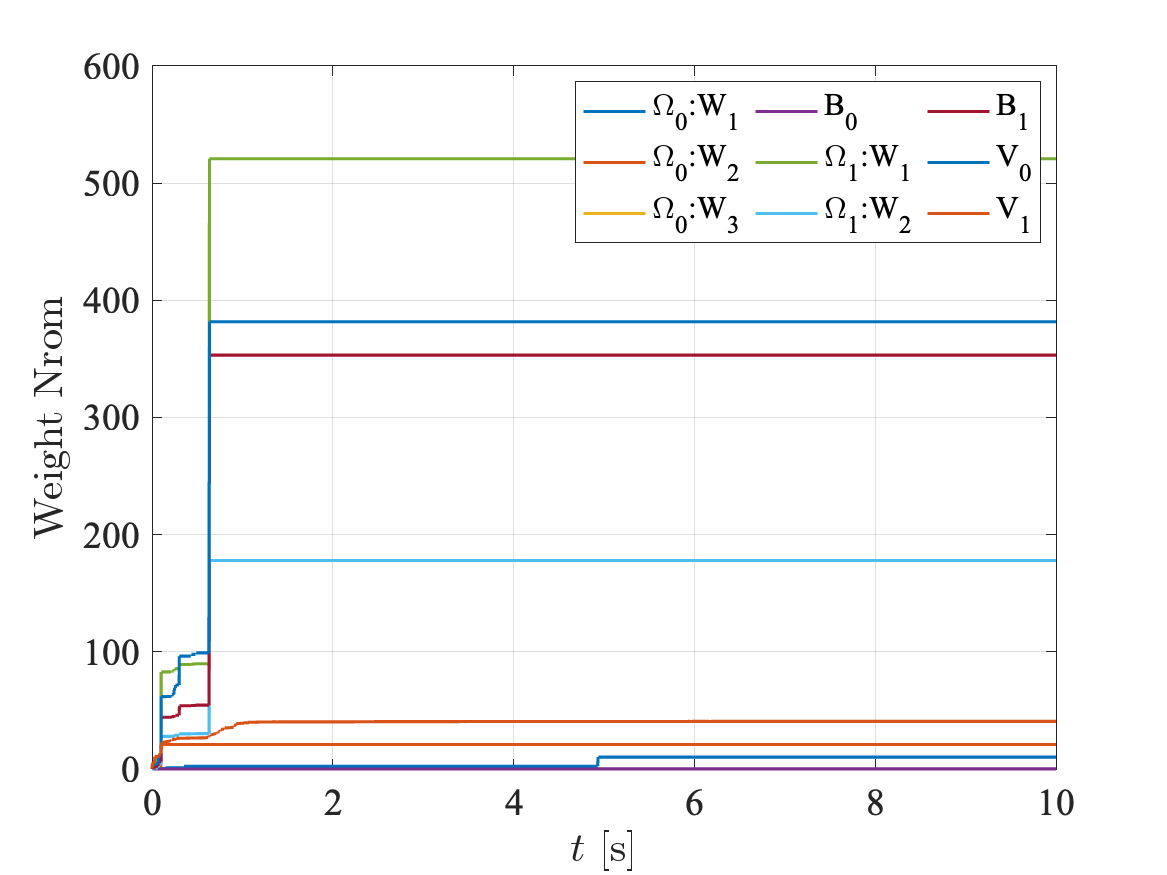 600
500
400
300
200
100
0
Weight Nrom
0 2 4 6 8 10
t [s]
Ω₀:W₁ B₀ B₁
Ω₀:W₂ Ω₁:W₁ V₀
Ω₀:W₃ Ω₁:W₂ V₁